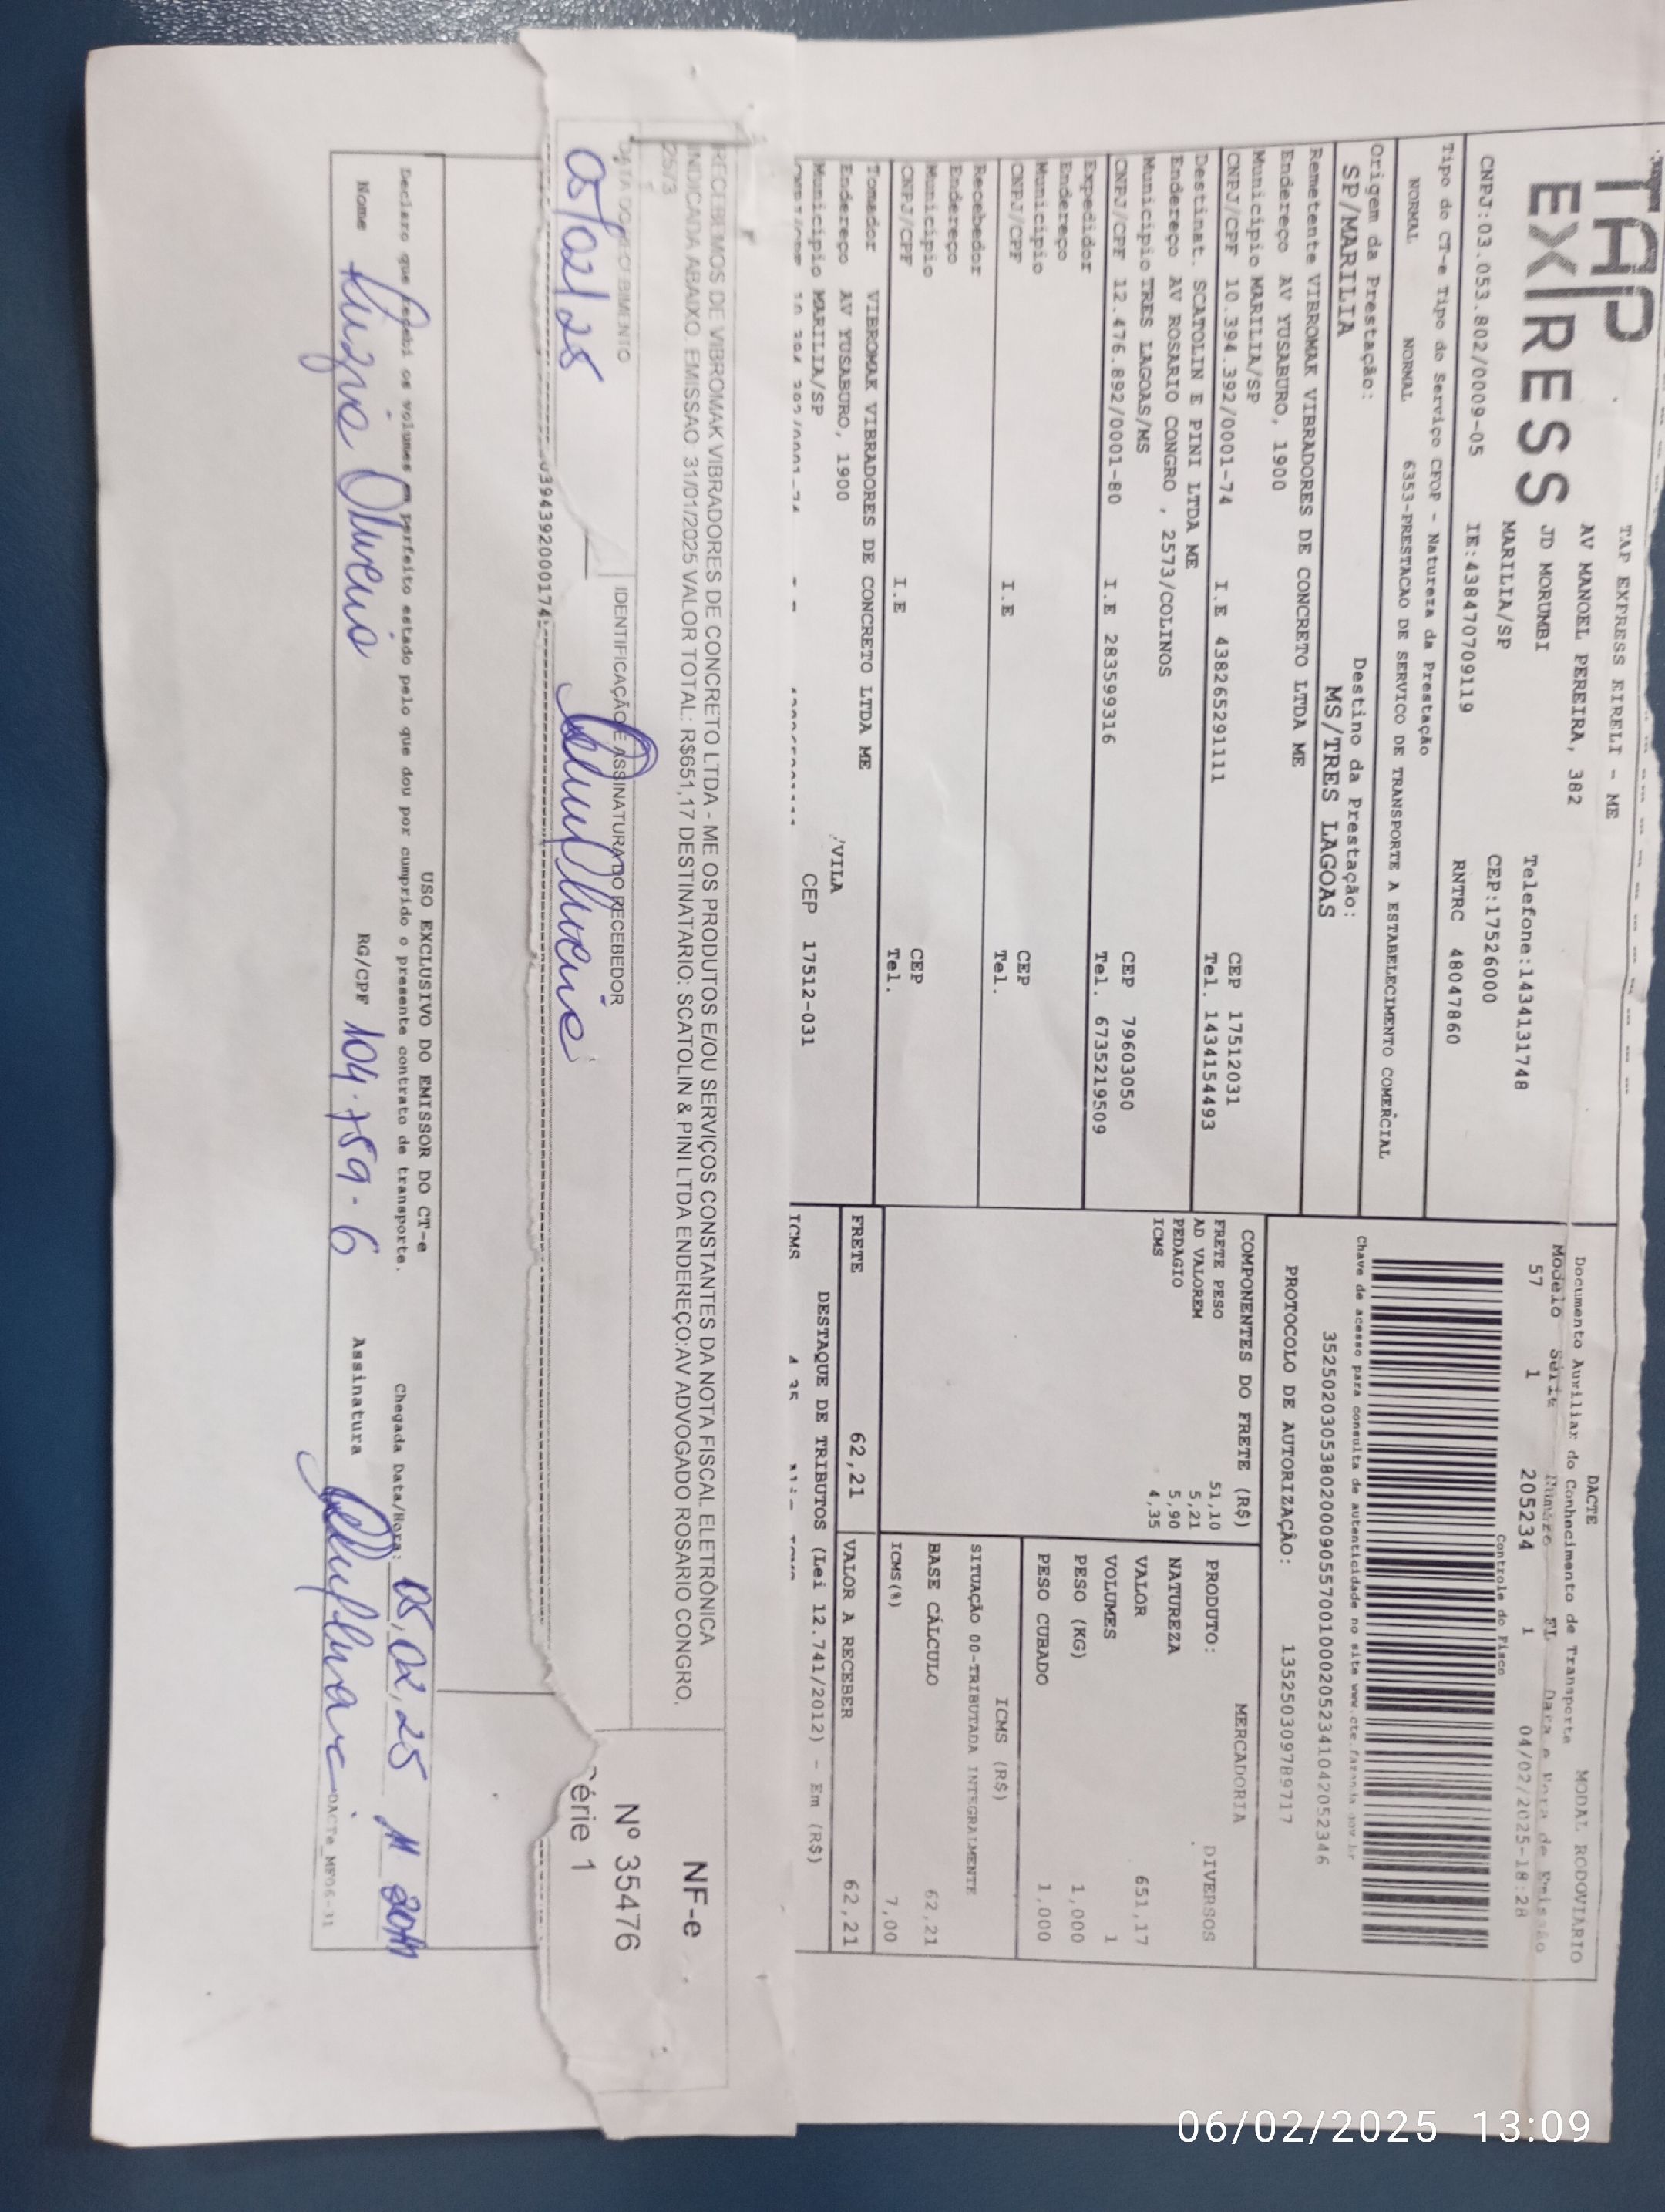 TAP
EXPRESS
TAP EXPRESS EIRELI - ME
AV MANOEL PEREIRA, 382
JD MORUMBI
Telefone:1434131748
MARILIA/SP
CEP:17526000
CNPJ:03.053.802/0009-05
IE:438470709119
RNTRC 48047860
DACTE
Documento Auxiliar do Conhecimento de Transporte
MODAL RODOVIÁRIO
Modelo Série Número FL Data e Hora de Emissão
57 1 205234 1 04/02/2025-18:28
Controle do Fisco
Chave de acesso para consulta de autenticidade no site www.cte.fazenda.gov.br
35250203053802000905570010002052341042052346
PROTOCOLO DE AUTORIZAÇÃO: 135250309789717
Tipo do CT-e Tipo do Serviço CFOP - Natureza da Prestação
NORMAL NORMAL 6353-PRESTACAO DE SERVICO DE TRANSPORTE A ESTABELECIMENTO COMERCIAL
Origem da Prestação: Destino da Prestação:
SP/MARILIA MS/TRES LAGOAS
Remetente VIBROMAK VIBRADORES DE CONCRETO LTDA ME
Endereço AV YUSABURO, 1900
Município MARILIA/SP CEP 17512031
CNPJ/CPF 10.394.392/0001-74 I.E 438265291111 Tel. 1434154493
Destinat. SCATOLIN E PINI LTDA ME
Endereço AV ROSARIO CONGRO , 2573/COLINOS
Município TRES LAGOAS/MS CEP 79603050
CNPJ/CPF 12.476.892/0001-80 I.E 283599316 Tel. 6735219509
Expedidor
Endereço
Município CEP
CNPJ/CPF I.E Tel.
Recebedor
Endereço
Município CEP
CNPJ/CPF I.E Tel.
Tomador VIBROMAK VIBRADORES DE CONCRETO LTDA ME
Endereço AV YUSABURO, 1900 /VILA
Município MARILIA/SP CEP 17512-031
COMPONENTES DO FRETE (R$)
FRETE PESO 51,10
AD VALOREM 5,21
PEDAGIO 5,90
ICMS 4,35
MERCADORIA
PRODUTO: DIVERSOS
NATUREZA
VALOR 651,17
VOLUMES 1
PESO (KG) 1,000
PESO CUBADO 1,000
ICMS (R$)
SITUAÇÃO 00-TRIBUTADA INTEGRALMENTE
BASE CÁLCULO 62,21
ICMS(%) 7,00
FRETE 62,21 VALOR A RECEBER 62,21
DESTAQUE DE TRIBUTOS (Lei 12.741/2012) - Em (R$)
ICMS 4,35
RECEBEMOS DE VIBROMAK VIBRADORES DE CONCRETO LTDA - ME OS PRODUTOS E/OU SERVIÇOS CONSTANTES DA NOTA FISCAL ELETRÔNICA
INDICADA ABAIXO. EMISSAO 31/01/2025 VALOR TOTAL: R$651,17 DESTINATARIO: SCATOLIN & PINI LTDA ENDEREÇO:AV ADVOGADO ROSARIO CONGRO,
2573
NF-e
Nº 35476
Série 1
DATA DO RECEBIMENTO
IDENTIFICAÇÃO E ASSINATURA DO RECEBEDOR
05/02/25
0394392000174
USO EXCLUSIVO DO EMISSOR DO CT-e
Declaro que recebi os volumes em perfeito estado pelo que dou por cumprido o presente contrato de transporte.
Chegada Data/Hora: 05,02,25 11 20
Nome Oliveira RG/CPF 104.759.6 Assinatura
DACTe_MF06-31
06/02/2025 13:09